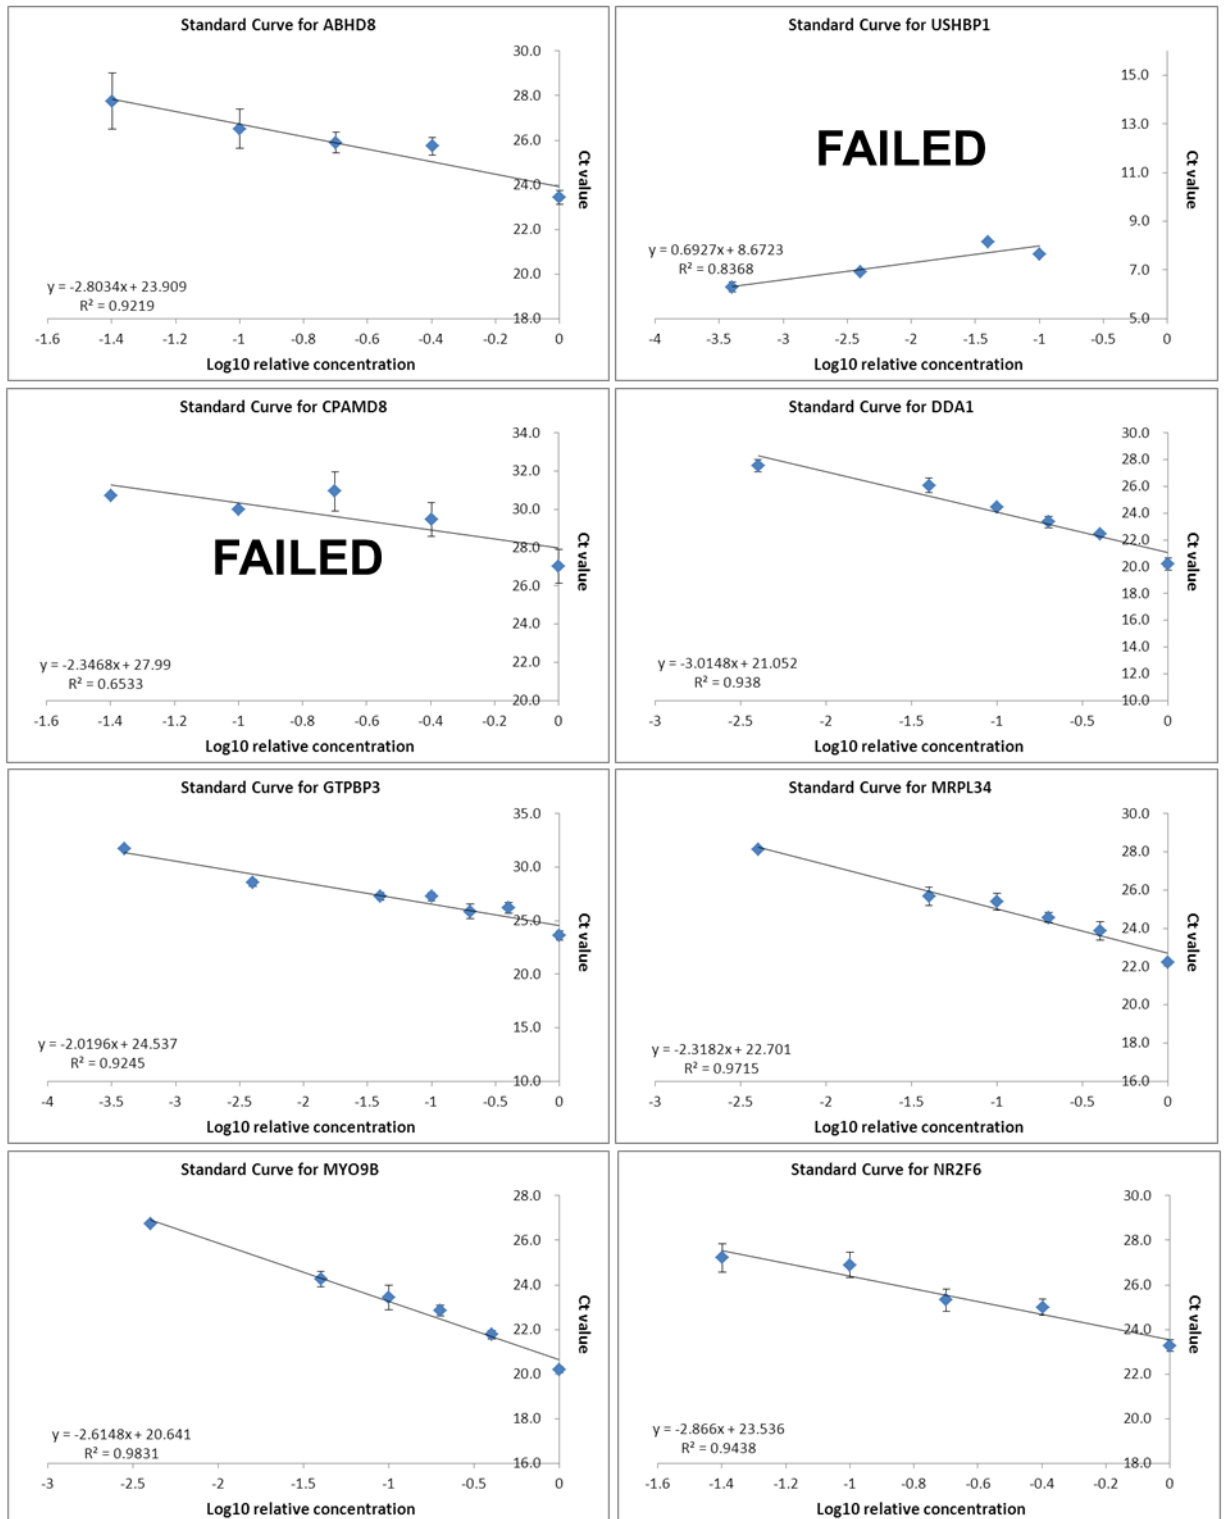 Standard Curve for ABHD8
30.0
28.0
26.0
24.0
22.0
20.0
18.0
Ct value
y = -2.8034x + 23.909
R² = 0.9219
-1.6 -1.4 -1.2 -1 -0.8 -0.6 -0.4 -0.2 0
Log10 relative concentration
Standard Curve for USHBP1
15.0
13.0
11.0
9.0
7.0
5.0
Ct value
FAILED
y = 0.6927x + 8.6723
R² = 0.8368
-4 -3.5 -3 -2.5 -2 -1.5 -1 -0.5 0
Log10 relative concentration
Standard Curve for CPAMD8
34.0
32.0
30.0
28.0
26.0
24.0
22.0
20.0
Ct value
FAILED
y = -2.3468x + 27.99
R² = 0.6533
-1.6 -1.4 -1.2 -1 -0.8 -0.6 -0.4 -0.2 0
Log10 relative concentration
Standard Curve for DDA1
30.0
28.0
26.0
24.0
22.0
20.0
18.0
16.0
14.0
12.0
10.0
Ct value
y = -3.0148x + 21.052
R² = 0.938
-3 -2.5 -2 -1.5 -1 -0.5 0
Log10 relative concentration
Standard Curve for GTPBP3
35.0
30.0
25.0
20.0
15.0
10.0
Ct value
y = -2.0196x + 24.537
R² = 0.9245
-4 -3.5 -3 -2.5 -2 -1.5 -1 -0.5 0
Log10 relative concentration
Standard Curve for MRPL34
30.0
28.0
26.0
24.0
22.0
20.0
18.0
16.0
Ct value
y = -2.3182x + 22.701
R² = 0.9715
-3 -2.5 -2 -1.5 -1 -0.5 0
Log10 relative concentration
Standard Curve for MYO9B
28.0
26.0
24.0
22.0
20.0
18.0
16.0
Ct value
y = -2.6148x + 20.641
R² = 0.9831
-3 -2.5 -2 -1.5 -1 -0.5 0
Log10 relative concentration
Standard Curve for NR2F6
30.0
28.0
26.0
24.0
22.0
20.0
18.0
Ct value
y = -2.866x + 23.536
R² = 0.9438
-1.6 -1.4 -1.2 -1 -0.8 -0.6 -0.4 -0.2 0
Log10 relative concentration